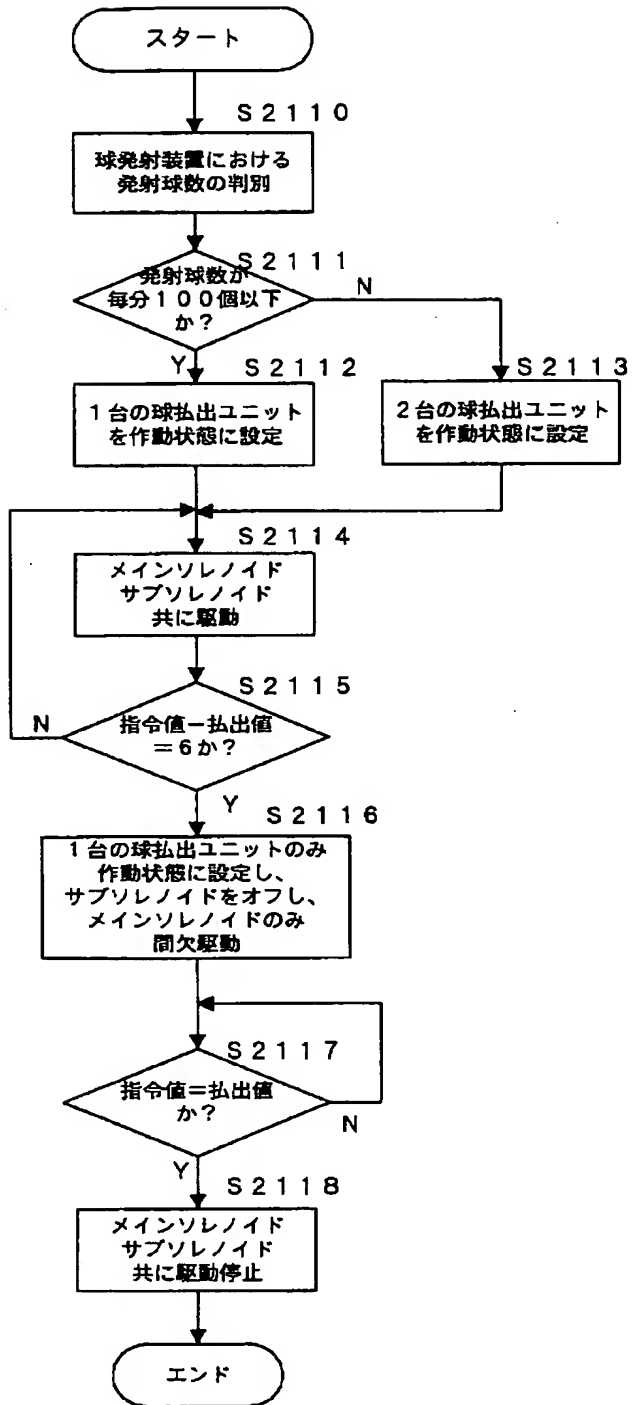 スタート
S2110
球発射装置における
発射球数の判別
S2111
発射球数が
毎分100個以下
か?
N
Y
S2112
S2113
1台の球払出ユニット
を作動状態に設定
2台の球払出ユニット
を作動状態に設定
S2114
メインソレノイド
サブソレノイド
共に駆動
S2115
指令値－払出値
＝6か?
N
Y
S2116
1台の球払出ユニットのみ
作動状態に設定し、
サブソレノイドをオフし、
メインソレノイドのみ
間欠駆動
S2117
指令値＝払出値
か?
N
Y
S2118
メインソレノイド
サブソレノイド
共に駆動停止
エンド